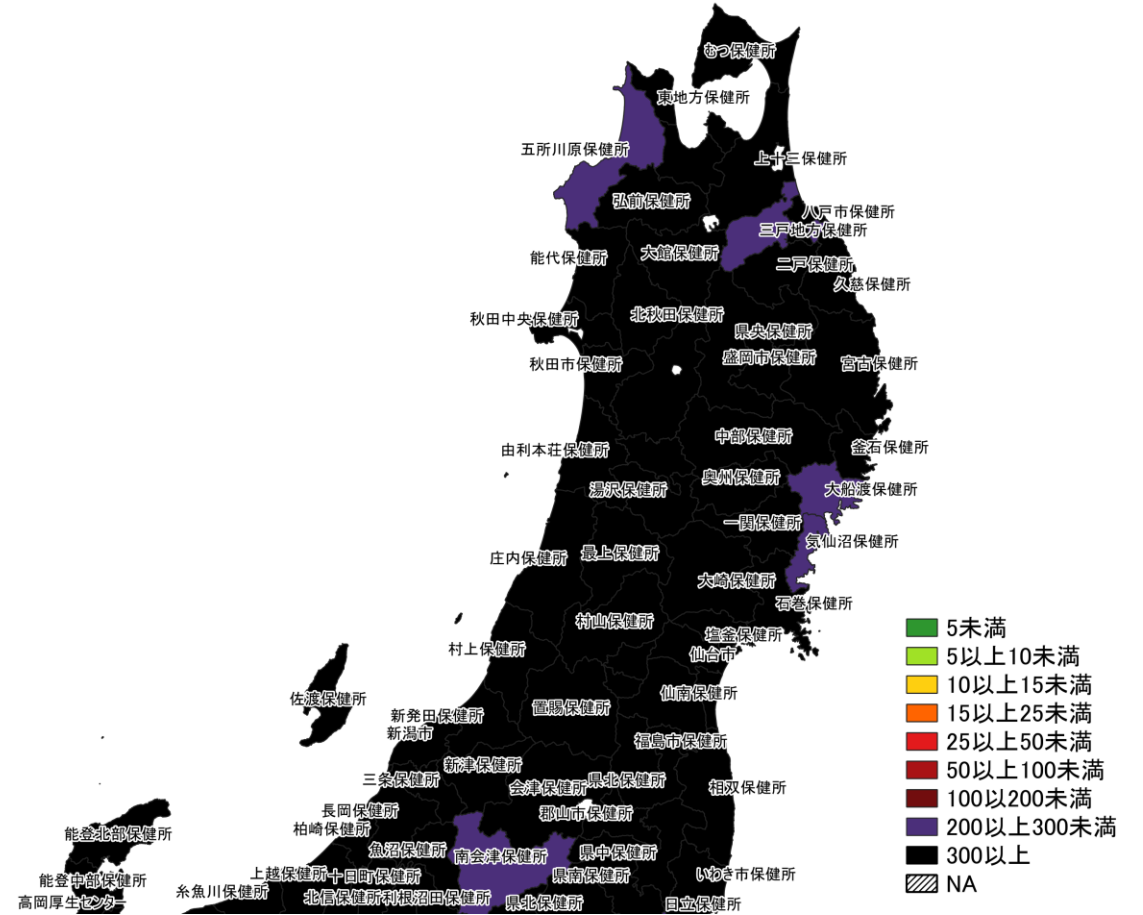 むつ保健所
東地方保健所
五所川原保健所
上十三保健所
弘前保健所
八戸市保健所
三戸地方保健所
大館保健所
能代保健所
二戸保健所
久慈保健所
北秋田保健所
秋田中央保健所
県央保健所
盛岡市保健所
秋田市保健所
宮古保健所
中部保健所
釜石保健所
由利本荘保健所
奥州保健所
湯沢保健所
大船渡保健所
一関保健所
気仙沼保健所
庄内保健所
最上保健所
大崎保健所
石巻保健所
村山保健所
塩釜保健所
村上保健所
仙台市
佐渡保健所
仙南保健所
置賜保健所
新発田保健所
新潟市
福島市保健所
新津保健所
三条保健所
会津保健所
県北保健所
相双保健所
長岡保健所
郡山市保健所
柏崎保健所
能登北部保健所
魚沼保健所
南会津保健所
県中保健所
上越保健所
十日町保健所
県南保健所
いわき市保健所
能登中部保健所
糸魚川保健所
北信保健所
利根沼田保健所
県北保健所
日立保健所
高岡厚生センター
5未満
5以上10未満
10以上15未満
15以上25未満
25以上50未満
50以上100未満
100以200未満
200以上300未満
300以上
NA